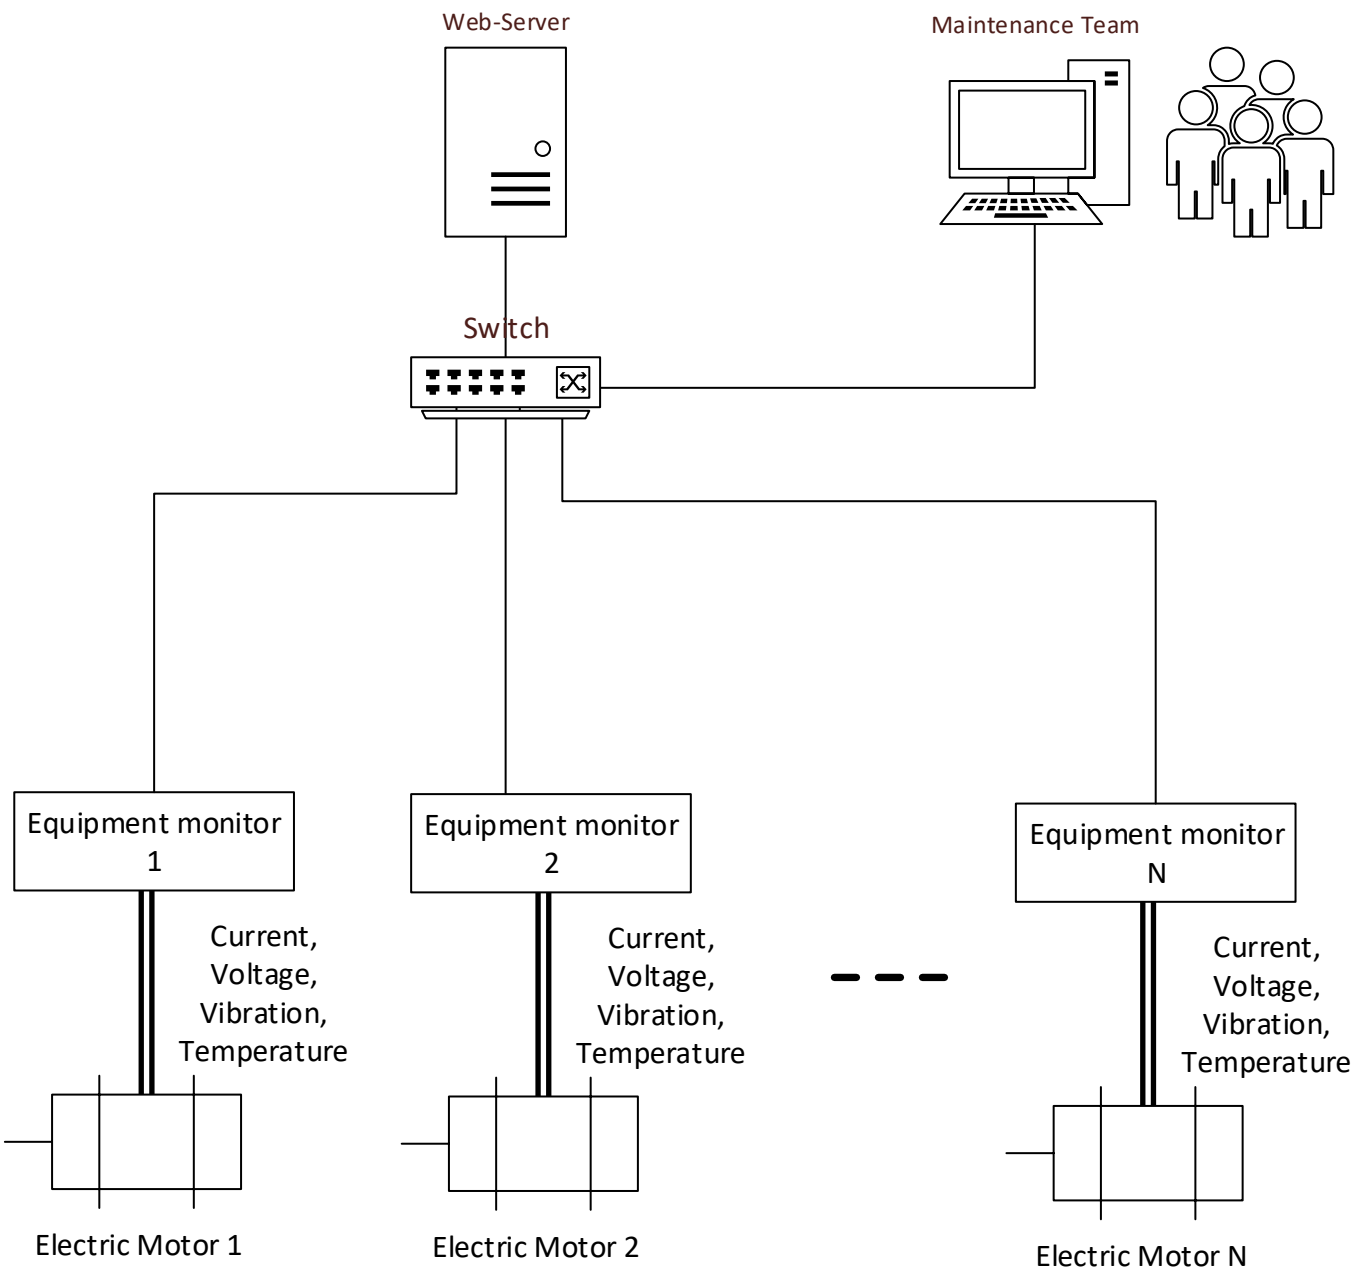 Web-Server
Maintenance Team
Switch
Equipment monitor
1
Equipment monitor
2
Equipment monitor
N
Current,
Voltage,
Vibration,
Temperature
Current,
Voltage,
Vibration,
Temperature
Current,
Voltage,
Vibration,
Temperature
Electric Motor 1
Electric Motor 2
Electric Motor N